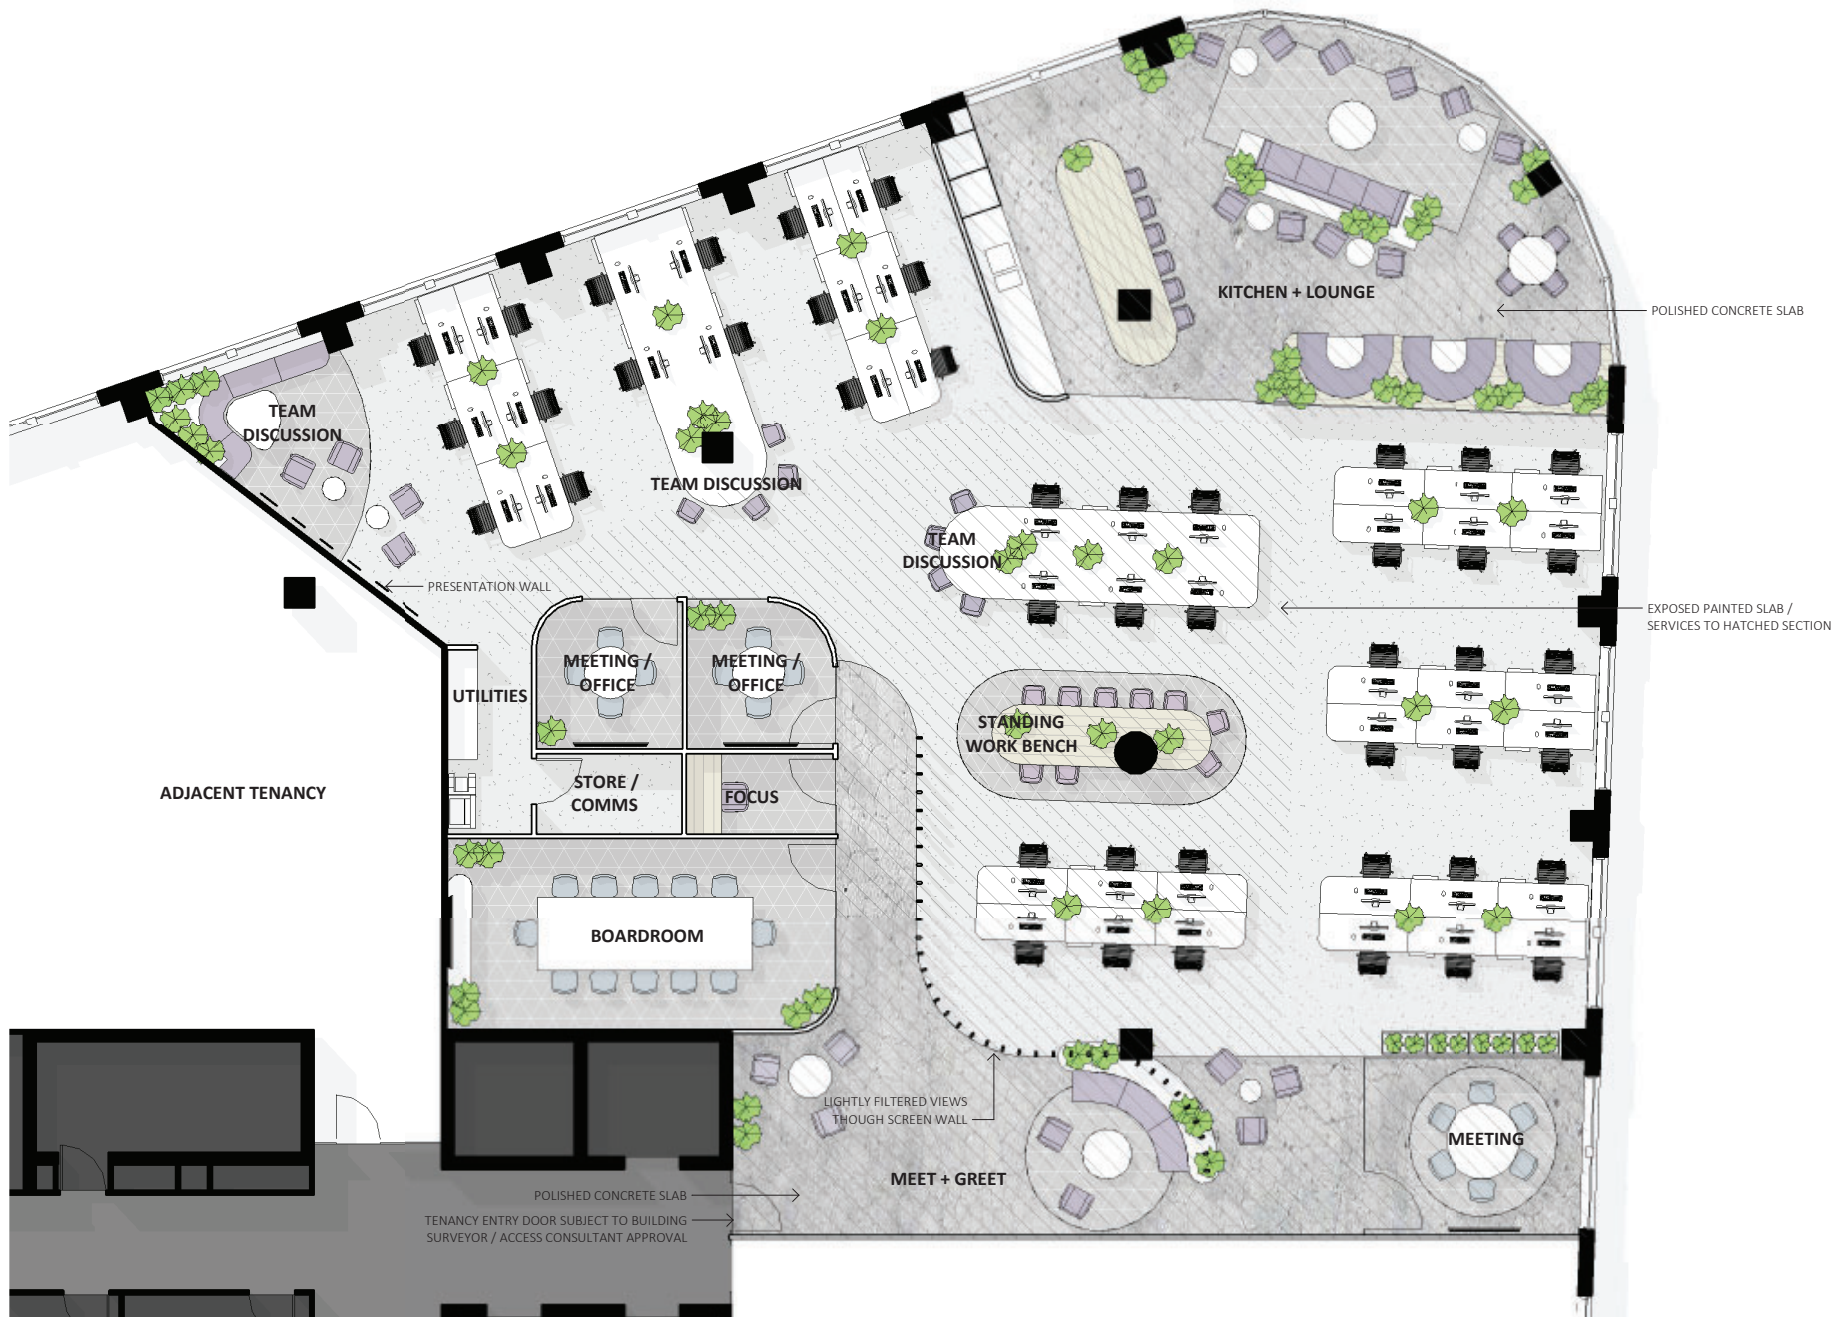 KITCHEN + LOUNGE
POLISHED CONCRETE SLAB
TEAM
DISCUSSION
TEAM DISCUSSION
TEAM
DISCUSSION
PRESENTATION WALL
EXPOSED PAINTED SLAB /
SERVICES TO HATCHED SECTION
MEETING /
OFFICE
MEETING /
OFFICE
UTILITIES
STANDING
WORK BENCH
ADJACENT TENANCY
STORE /
COMMS
FOCUS
BOARDROOM
LIGHTLY FILTERED VIEWS
THOUGH SCREEN WALL
MEETING
MEET + GREET
POLISHED CONCRETE SLAB
TENANCY ENTRY DOOR SUBJECT TO BUILDING
SURVEYOR / ACCESS CONSULTANT APPROVAL